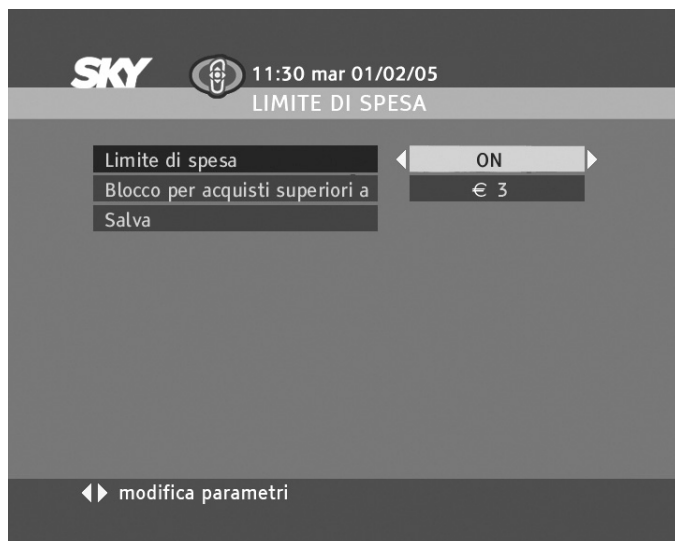 SKY 11:30 mar 01/02/05
LIMITE DI SPESA
Limite di spesa ON
Blocco per acquisti superiori a € 3
Salva
modifica parametri